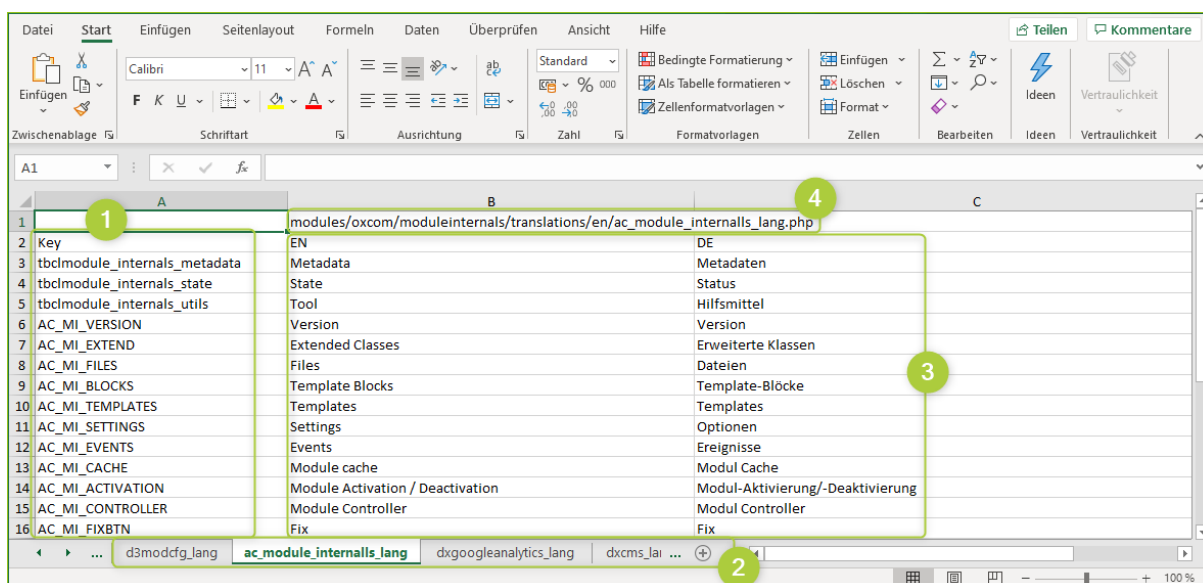 Datei Start Einfügen Seitenlayout Formeln Daten Überprüfen Ansicht Hilfe Teilen Kommentare
Einfügen
Calibri 11 A A
F K U A
ab
Standard
% 000
Bedingte Formatierung
Als Tabelle formatieren
Zellenformatvorlagen
Einfügen
Löschen
Format
Ideen
Vertraulichkeit
Zwischenablage Schriftart Ausrichtung Zahl Formatvorlagen Zellen Bearbeiten Ideen Vertraulichkeit
A1 fx
A B C
1 1 modules/oxcom/moduleinternals/translations/en/ac_module_internalls_lang.php 4
2 Key EN DE
3 tbclmodule_internals_metadata Metadata Metadaten
4 tbclmodule_internals_state State Status
5 tbclmodule_internals_utils Tool Hilfsmittel
6 AC_MI_VERSION Version Version
7 AC_MI_EXTEND Extended Classes Erweiterte Klassen
8 AC_MI_FILES Files Dateien 3
9 AC_MI_BLOCKS Template Blocks Template-Blöcke
10 AC_MI_TEMPLATES Templates Templates
11 AC_MI_SETTINGS Settings Optionen
12 AC_MI_EVENTS Events Ereignisse
13 AC_MI_CACHE Module cache Modul Cache
14 AC_MI_ACTIVATION Module Activation / Deactivation Modul-Aktivierung/-Deaktivierung
15 AC_MI_CONTROLLER Module Controller Modul Controller
16 AC_MI_FIXBTN Fix Fix
... d3modcfg_lang ac_module_internalls_lang dxgoogleanalytics_lang dxcms_lai ... 2
100 %